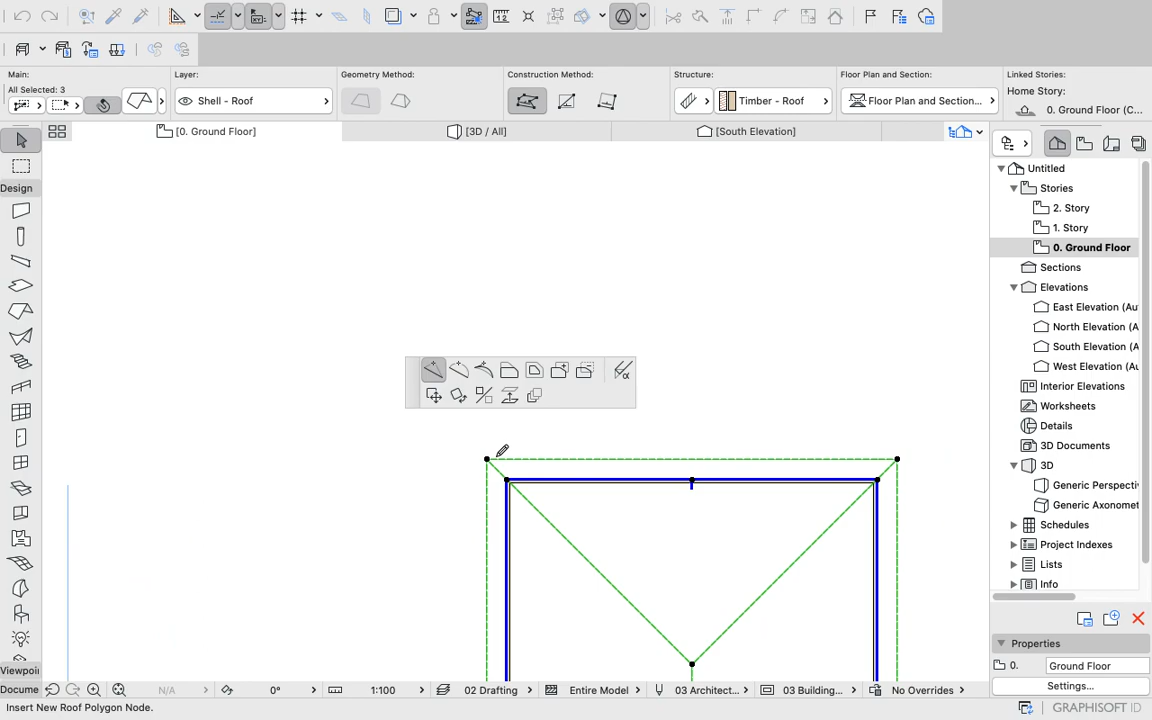 Main:
All Selected: 3
Layer:
Shell - Roof
Geometry Method:
Construction Method:
Structure:
Timber - Roof
Floor Plan and Section:
Floor Plan and Section...
Linked Stories:
Home Story:
0. Ground Floor (C...
[0. Ground Floor]
[3D / All]
[South Elevation]
Design
Viewpoi
Docume
Untitled
Stories
2. Story
1. Story
0. Ground Floor
Sections
Elevations
East Elevation (Au
North Elevation (A
South Elevation (A
West Elevation (Au
Interior Elevations
Worksheets
Details
3D Documents
3D
Generic Perspecti
Generic Axonomet
Schedules
Project Indexes
Lists
Info
Properties
0.
Ground Floor
Settings...
N/A
0°
1:100
02 Drafting
Entire Model
03 Architect...
03 Building...
No Overrides
Insert New Roof Polygon Node.
GRAPHISOFT ID